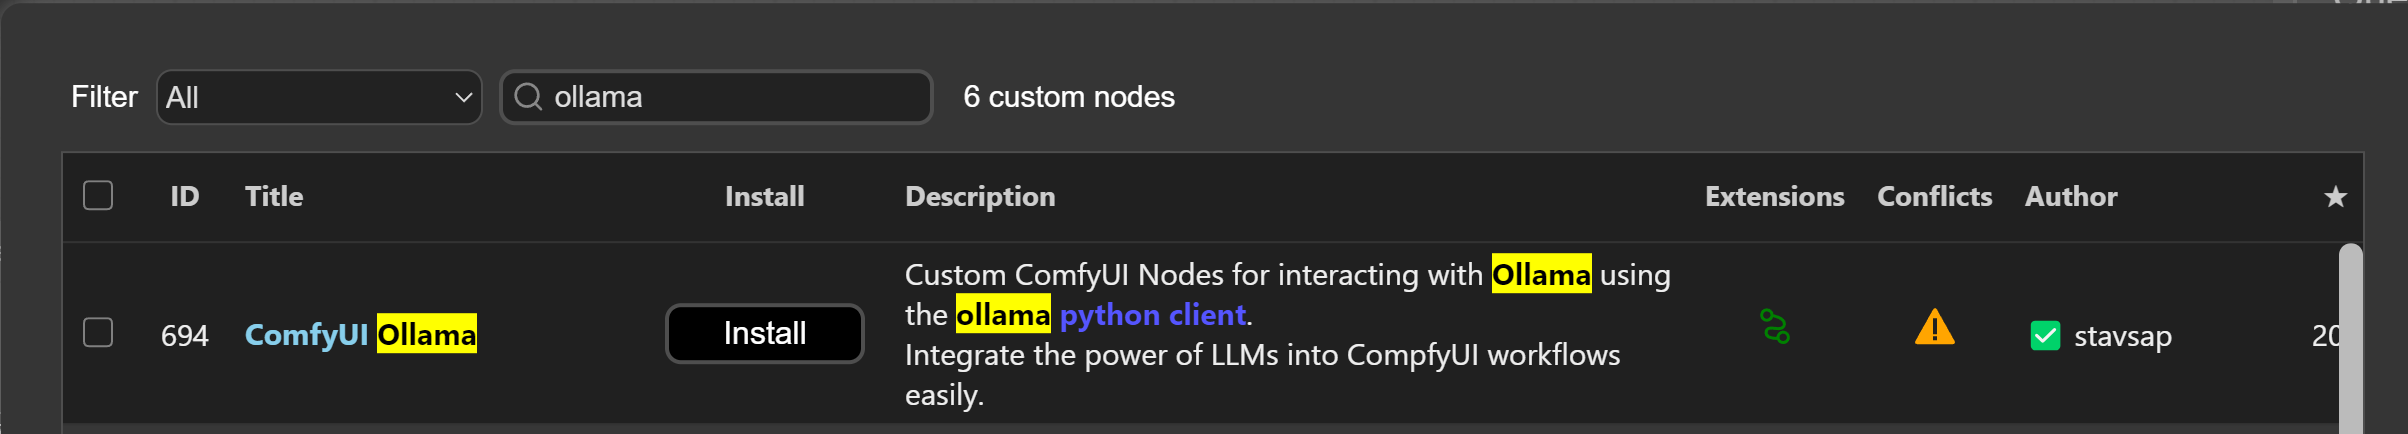 Filter All ollama 6 custom nodes
ID Title Install Description Extensions Conflicts Author ★
694 ComfyUI Ollama Install Custom ComfyUI Nodes for interacting with Ollama using
the ollama python client.
Integrate the power of LLMs into CompfyUI workflows
easily.
stavsap